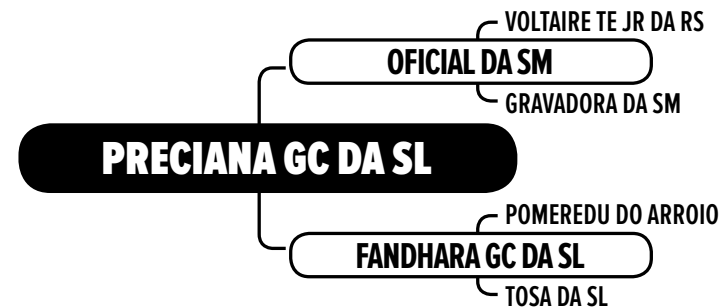 VOLTAIRE TE JR DA RS
OFICIAL DA SM
GRAVADORA DA SM
PRECIANA GC DA SL
POMEREDU DO ARROIO
FANDHARA GC DA SL
TOSA DA SL